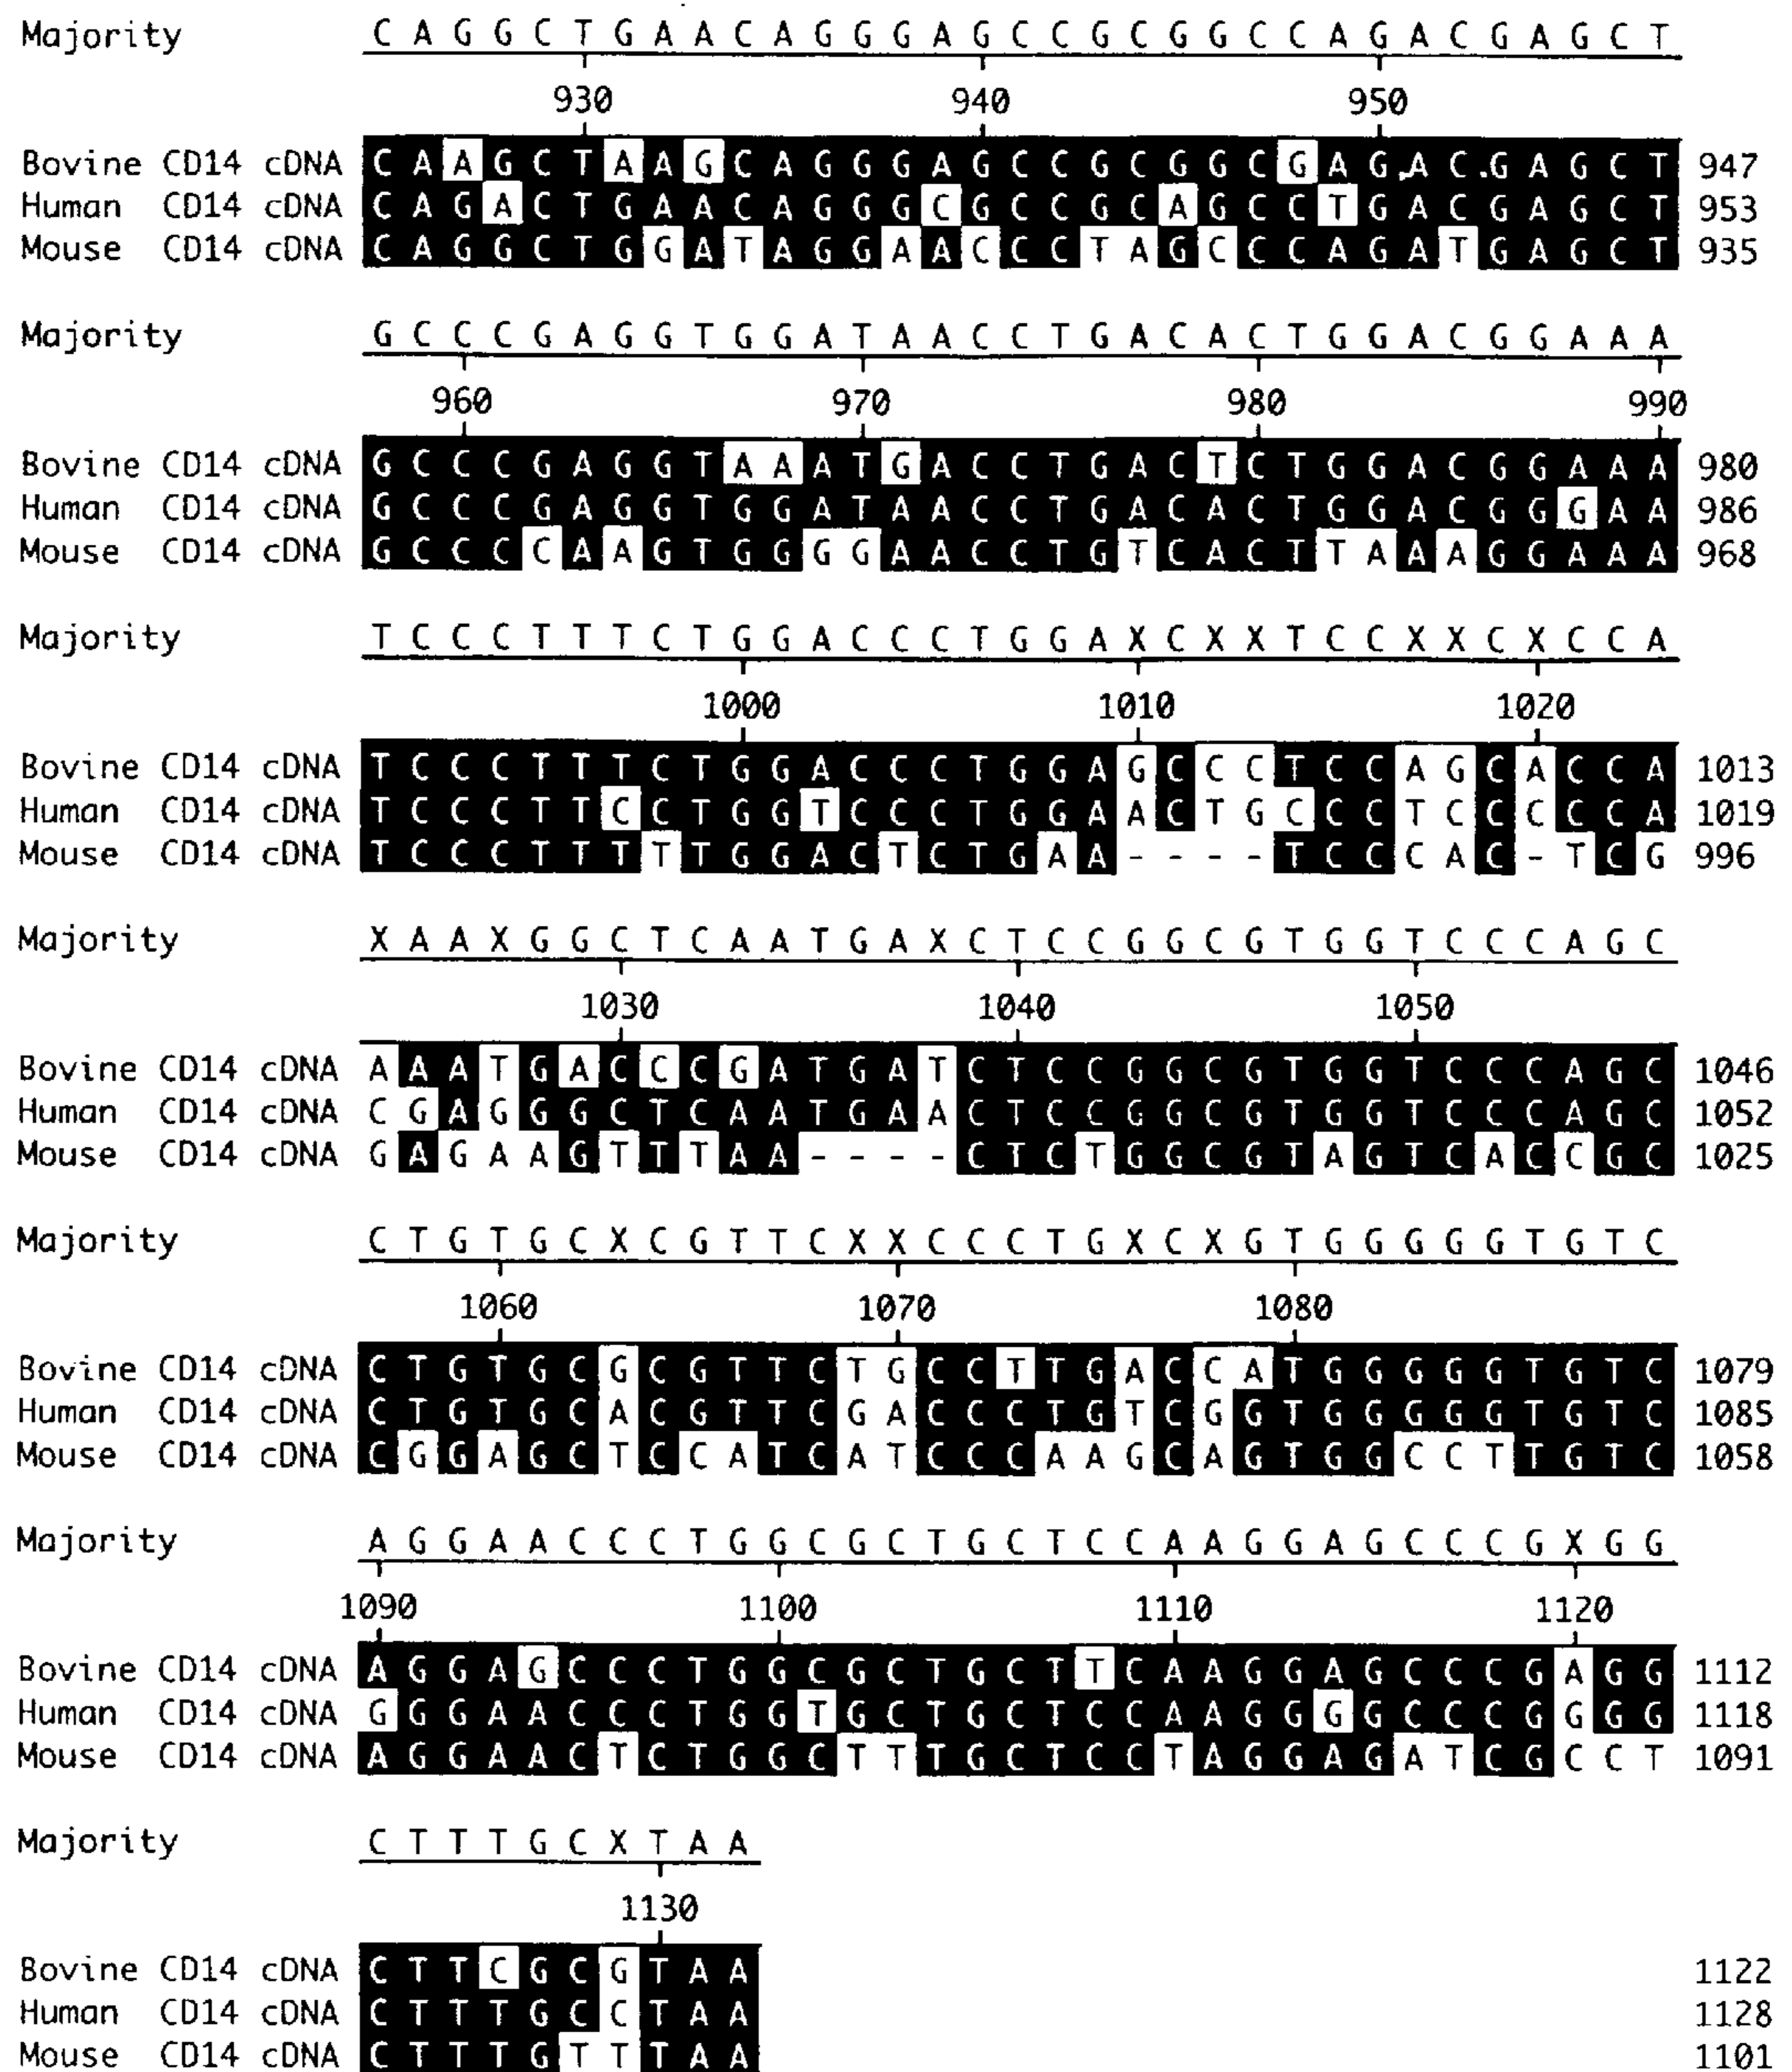 Majority C A G G C T G A A C A G G G A G C C G C G G C C A G A C G A G C T
930 940 950
Bovine CD14 cDNA C A A G C T A A G C A G G G A G C C G C G G C G A G A C G A G C T 947
Human CD14 cDNA C A G A C T G A A C A G G G C G C C G C A G C C T G A C G A G C T 953
Mouse CD14 cDNA C A G G C T G G A T A G G A A C C C T A G C C C A G A T G A G C T 935
Majority G C C C G A G G T G G A T A A C C T G A C A C T G G A C G G A A A
960 970 980 990
Bovine CD14 cDNA G C C C G A G G T A A A T G A C C T G A C T C T G G A C G G A A A 980
Human CD14 cDNA G C C C G A G G T G G A T A A C C T G A C A C T G G A C G G G A A 986
Mouse CD14 cDNA G C C C C A A G T G G G G A A C C T G T C A C T T A A A G G A A A 968
Majority T C C C T T T C T G G A C C C T G G A X C X X T C C X X C X C C A
1000 1010 1020
Bovine CD14 cDNA T C C C T T T C T G G A C C C T G G A G C C C T C C A G C A C C A 1013
Human CD14 cDNA T C C C T T C C T G G T C C C T G G A A C T G C C C T C C C C C A 1019
Mouse CD14 cDNA T C C C T T T T T G G A C T C T G A A - - - - T C C C A C - T C G 996
Majority X A A X G G C T C A A T G A X C T C C G G C G T G G T C C C A G C
1030 1040 1050
Bovine CD14 cDNA A A A T G A C C C G A T G A T C T C C G G C G T G G T C C C A G C 1046
Human CD14 cDNA C G A G G G C T C A A T G A A C T C C G G C G T G G T C C C A G C 1052
Mouse CD14 cDNA G A G A A G T T T A A - - - - C T C T G G C G T A G T C A C C G C 1025
Majority C T G T G C X C G T T C X X C C C T G X C X G T G G G G G T G T C
1060 1070 1080
Bovine CD14 cDNA C T G T G C G C G T T C T G C C T T G A C C A T G G G G G T G T C 1079
Human CD14 cDNA C T G T G C A C G T T C G A C C C T G T C G G T G G G G G T G T C 1085
Mouse CD14 cDNA C G G A G C T C C A T C A T C C C A A G C A G T G G C C T T G T C 1058
Majority A G G A A C C C T G G C G C T G C T C C A A G G A G C C C G X G G
1090 1100 1110 1120
Bovine CD14 cDNA A G G A G C C C T G G C G C T G C T T C A A G G A G C C C G A G G 1112
Human CD14 cDNA G G G A A C C C T G G T G C T G C T C C A A G G G G C C C G G G G 1118
Mouse CD14 cDNA A G G A A C T C T G G C T T T G C T C C T A G G A G A T C G C C T 1091
Majority C T T T G C X T A A
1130
Bovine CD14 cDNA C T T C G C G T A A 1122
Human CD14 cDNA C T T T G C C T A A 1128
Mouse CD14 cDNA C T T T G T T T A A 1101